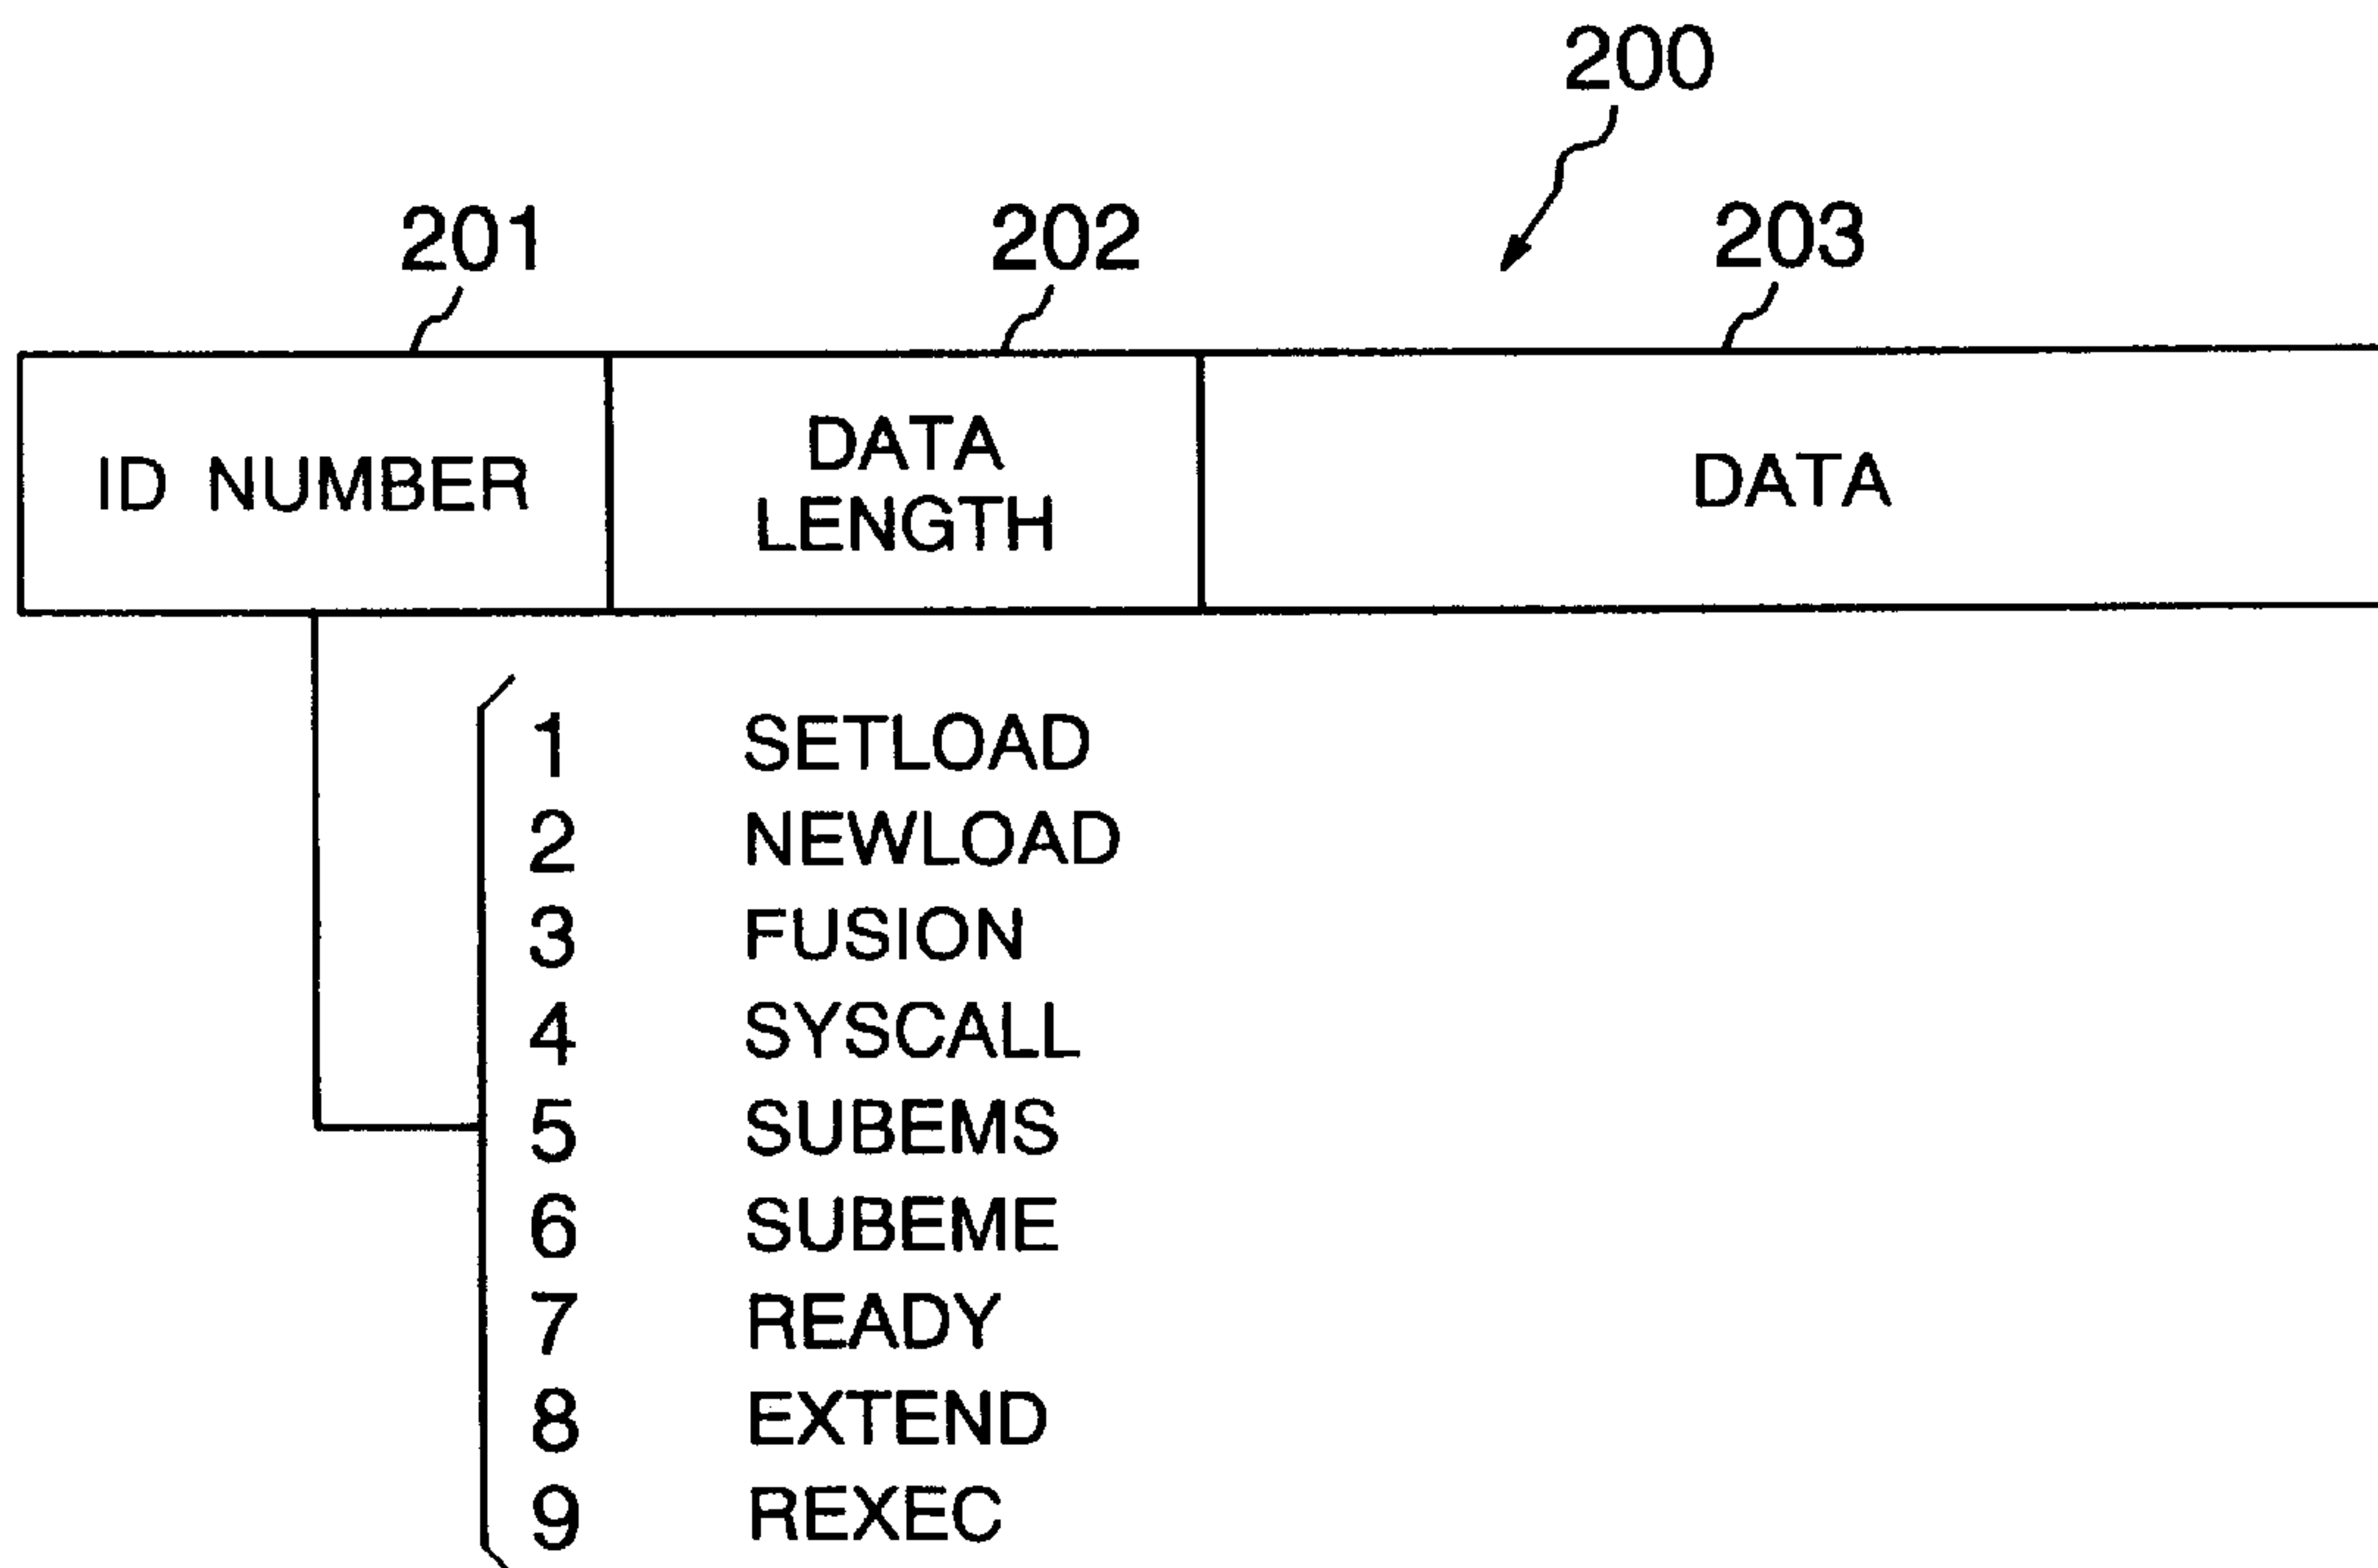 200
201 202 203
ID NUMBER
DATA
LENGTH
DATA
1 SETLOAD
2 NEWLOAD
3 FUSION
4 SYSCALL
5 SUBEMS
6 SUBEME
7 READY
8 EXTEND
9 REXEC